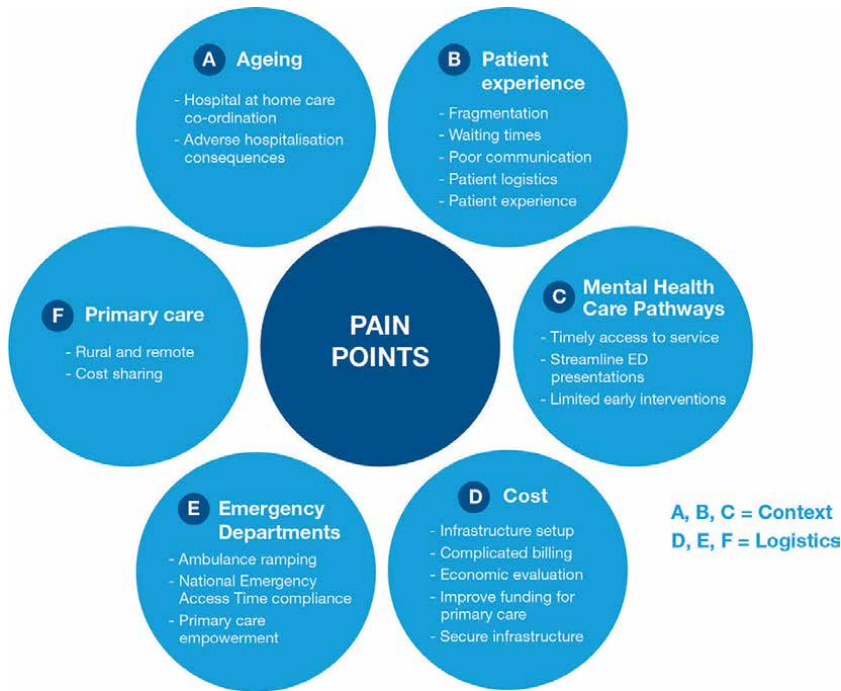 A Ageing
- Hospital at home care
co-ordination
- Adverse hospitalisation
consequences
B Patient
experience
- Fragmentation
- Waiting times
- Poor communication
- Patient logistics
- Patient experience
F Primary care
- Rural and remote
- Cost sharing
PAIN
POINTS
C Mental Health
Care Pathways
- Timely access to service
- Streamline ED
presentations
- Limited early interventions
E Emergency
Departments
- Ambulance ramping
- National Emergency
Access Time compliance
- Primary care
empowerment
D Cost
- Infrastructure setup
- Complicated billing
- Economic evaluation
- Improve funding for
primary care
- Secure infrastructure
A, B, C = Context
D, E, F = Logistics